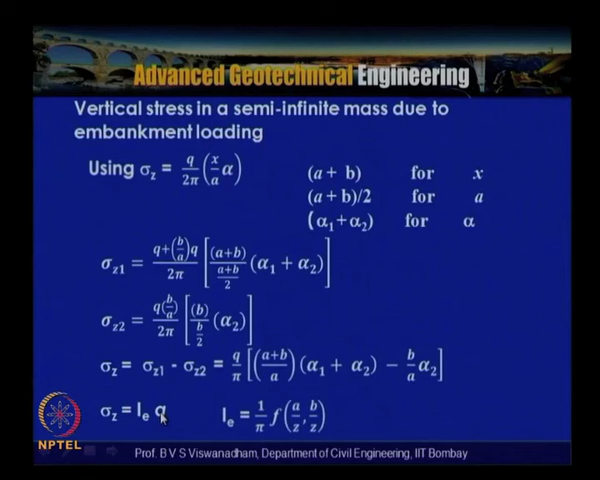 Advanced Geotechnical Engineering
Vertical stress in a semi-infinite mass due to
embankment loading
Using σz = q/2π (x/a α)
(a + b) for x
(a + b)/2 for a
(α1+α2) for α
σz1 = q+(b/a)q / 2π [(a+b) / (a+b/2) (α1 + α2)]
σz2 = q(b/a) / 2π [(b) / (b/2) (α2)]
σz = σz1 - σz2 = q/π [((a+b)/a) (α1 + α2) − b/a α2]
σz = Ie q Ie = 1/π f(a/z, b/z)
NPTEL
Prof. B V S Viswanadham, Department of Civil Engineering, IIT Bombay